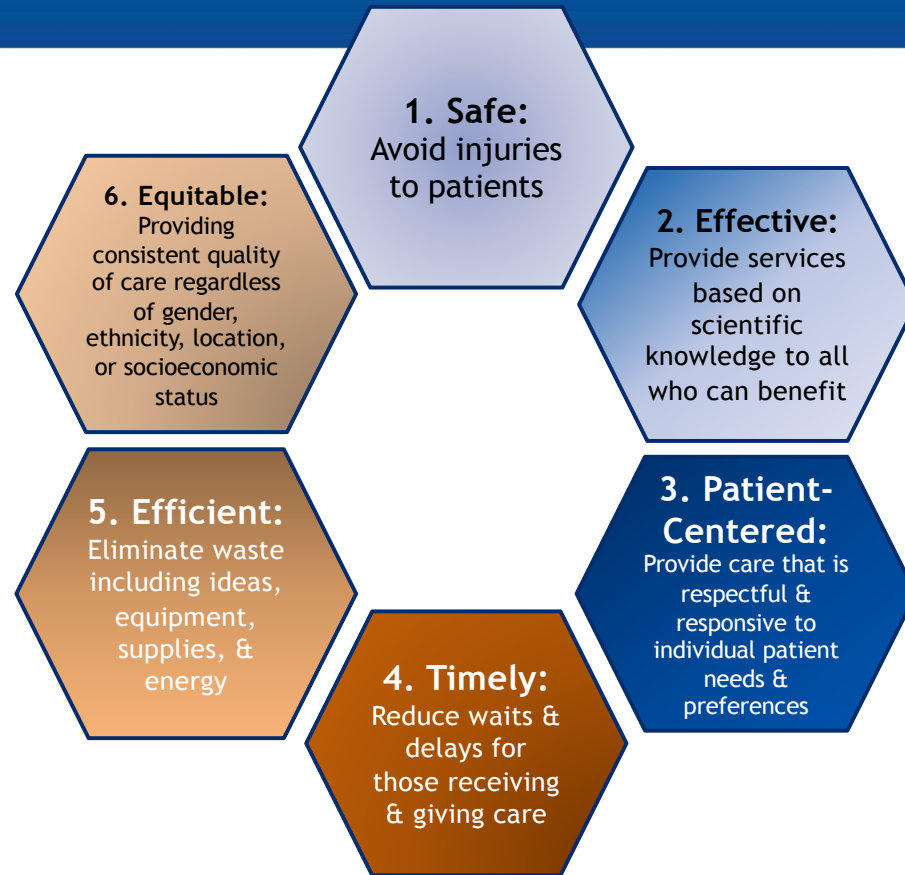 1. Safe:
Avoid injuries
to patients
2. Effective:
Provide services
based on
scientific
knowledge to all
who can benefit
3. Patient-
Centered:
Provide care that is
respectful &
responsive to
individual patient
needs &
preferences
4. Timely:
Reduce waits &
delays for
those receiving
& giving care
5. Efficient:
Eliminate waste
including ideas,
equipment,
supplies, &
energy
6. Equitable:
Providing
consistent quality
of care regardless
of gender,
ethnicity, location,
or socioeconomic
status